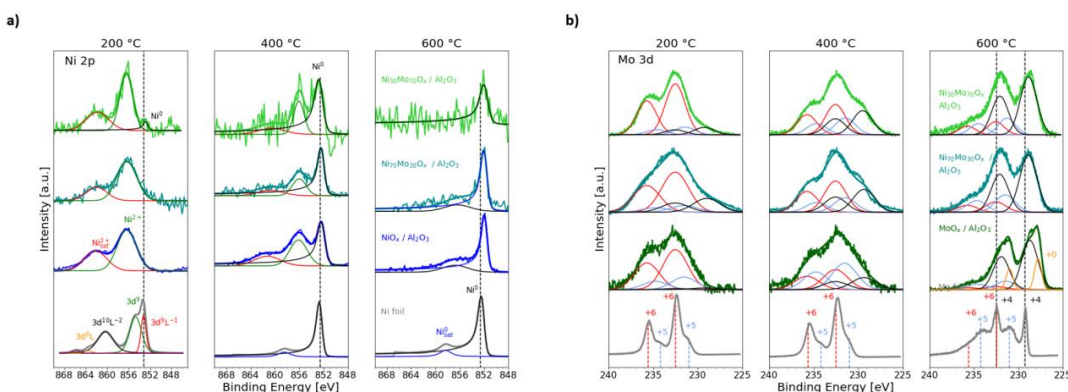 a)
200 °C
400 °C
600 °C
Ni 2p
Ni⁰
Ni⁰
Ni₃₀Mo₇₀Oₓ / Al₂O₃
Ni₇₀Mo₃₀Oₓ / Al₂O₃
Ni²⁺
Ni²⁺sat
NiOₓ / Al₂O₃
3d⁹
3d¹⁰L⁻²
3d⁸L
3d⁹L⁻¹
Ni foil
Ni⁰
Ni⁰sat
Intensity [a.u.]
868 864 860 856 852 848
868 864 860 856 852 848
868 864 860 856 852 848
Binding Energy [eV]
Binding Energy [eV]
Binding Energy [eV]
b)
200 °C
400 °C
600 °C
Mo 3d
Ni₃₀Mo₇₀Oₓ
Al₂O₃
Ni₇₀Mo₃₀Oₓ /
Al₂O₃
MoOₓ / Al₂O₃
+0
+6
+6
+5
+5
+6
+6
+5
+5
+6
+6
+5
+5
+4
+4
Intensity [a.u.]
240 235 230 225
240 235 230 225
240 235 230 225
Binding Energy [eV]
Binding Energy [eV]
Binding Energy [eV]